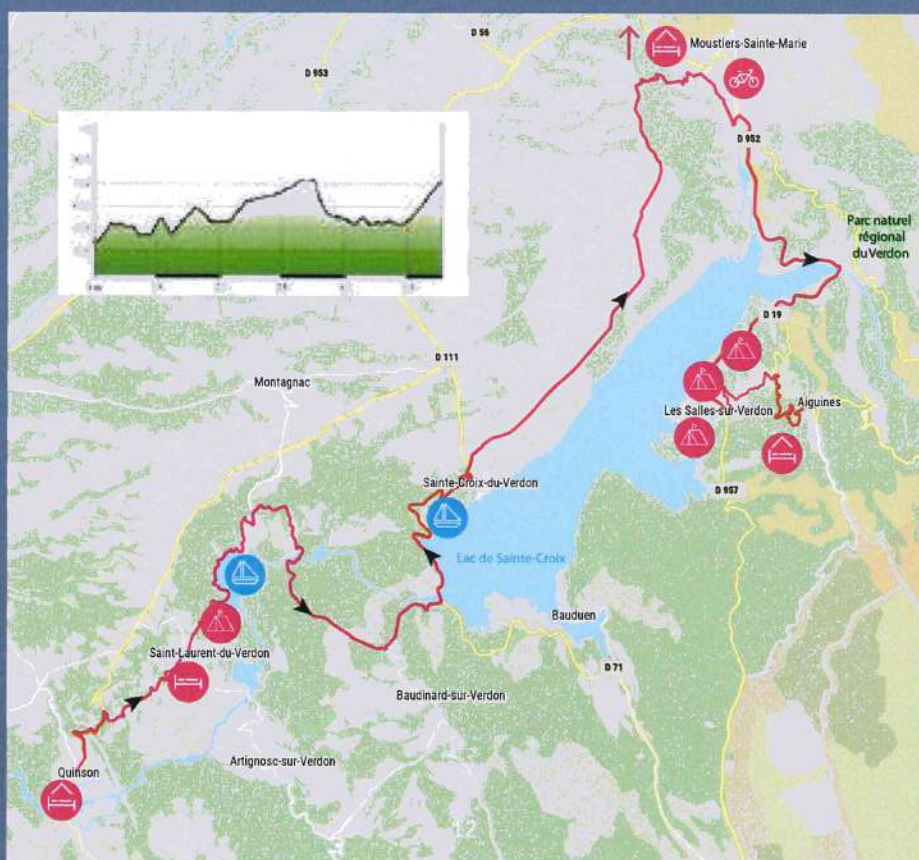 D 56
Moustiers-Sainte-Marie
D 953
D 952
Parc naturel
régional
du Verdon
D 19
D 111
Montagnac
Aiguines
Les Salles-sur-Verdon
Sainte-Croix-du-Verdon
D 957
Lac de Sainte-Croix
Bauduen
Saint-Laurent-du-Verdon
D 71
Baudinard-sur-Verdon
Artignosc-sur-Verdon
Quinson
12